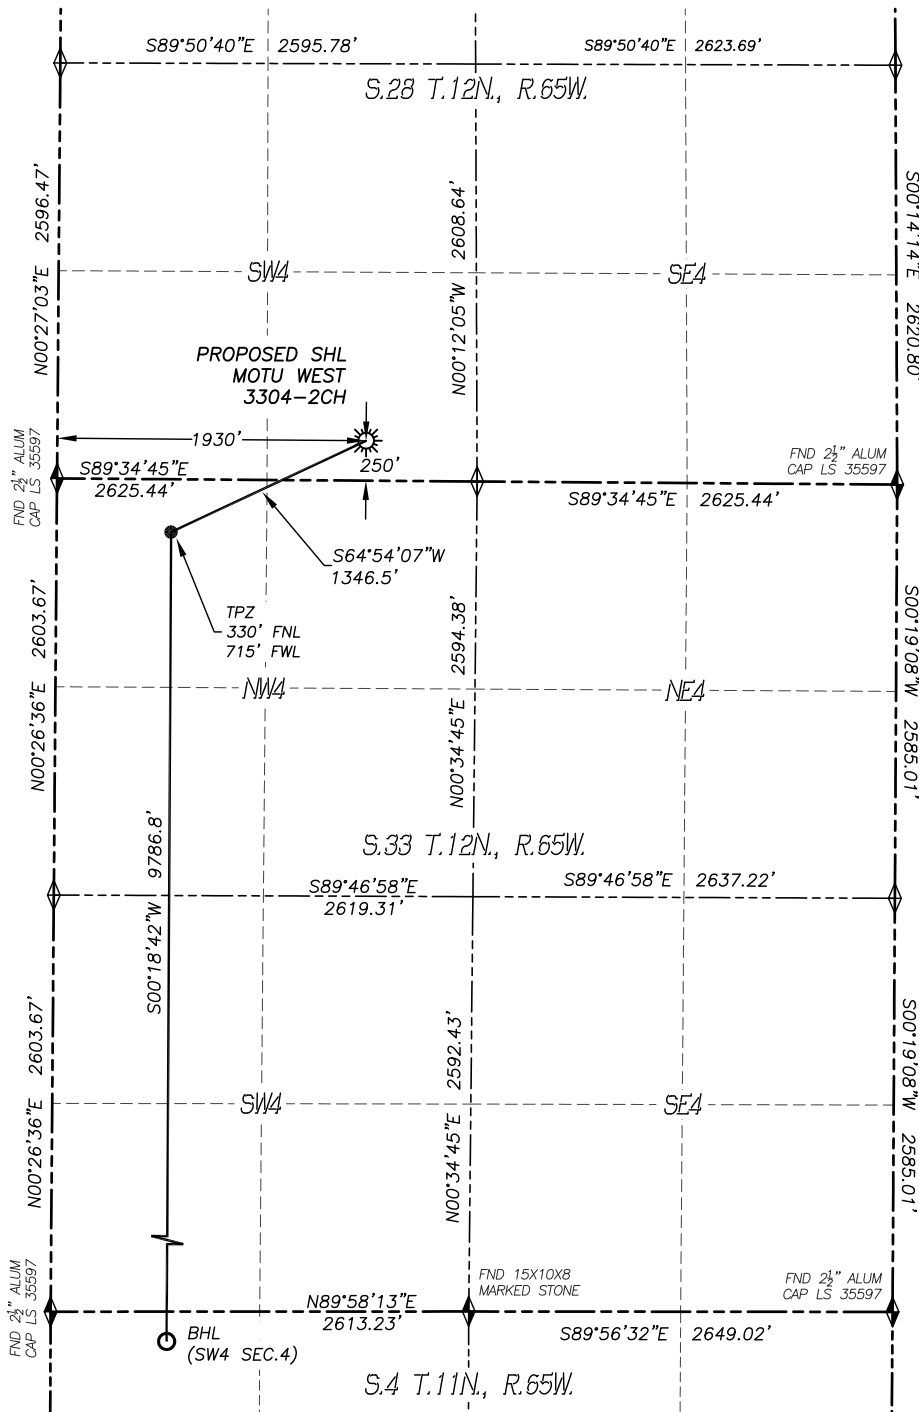 S89°50'40"E 2595.78'
S89°50'40"E 2623.69'
S.28 T.12N., R.65W.
N00°27'03"E 2596.47'
N00°12'05"W 2608.64'
S00°14'14"E 2620.80'
SW4
SE4
PROPOSED SHL
MOTU WEST
3304-2CH
1930'
250'
FND 2½" ALUM
CAP LS 35597
S89°34'45"E
2625.44'
FND 2½" ALUM
CAP LS 35597
S89°34'45"E 2625.44'
S64°54'07"W
1346.5'
TPZ
330' FNL
715' FWL
N00°26'36"E 2603.67'
N00°34'45"E 2594.38'
S00°19'08"W 2585.01'
NW4
NE4
S.33 T.12N., R.65W.
S00°18'42"W 9786.8'
S89°46'58"E
2619.31'
S89°46'58"E 2637.22'
N00°26'36"E 2603.67'
N00°34'45"E 2592.43'
S00°19'08"W 2585.01'
SW4
SE4
FND 2½" ALUM
CAP LS 35597
FND 15X10X8
MARKED STONE
FND 2½" ALUM
CAP LS 35597
N89°58'13"E
2613.23'
S89°56'32"E 2649.02'
BHL
(SW4 SEC.4)
S.4 T.11N., R.65W.